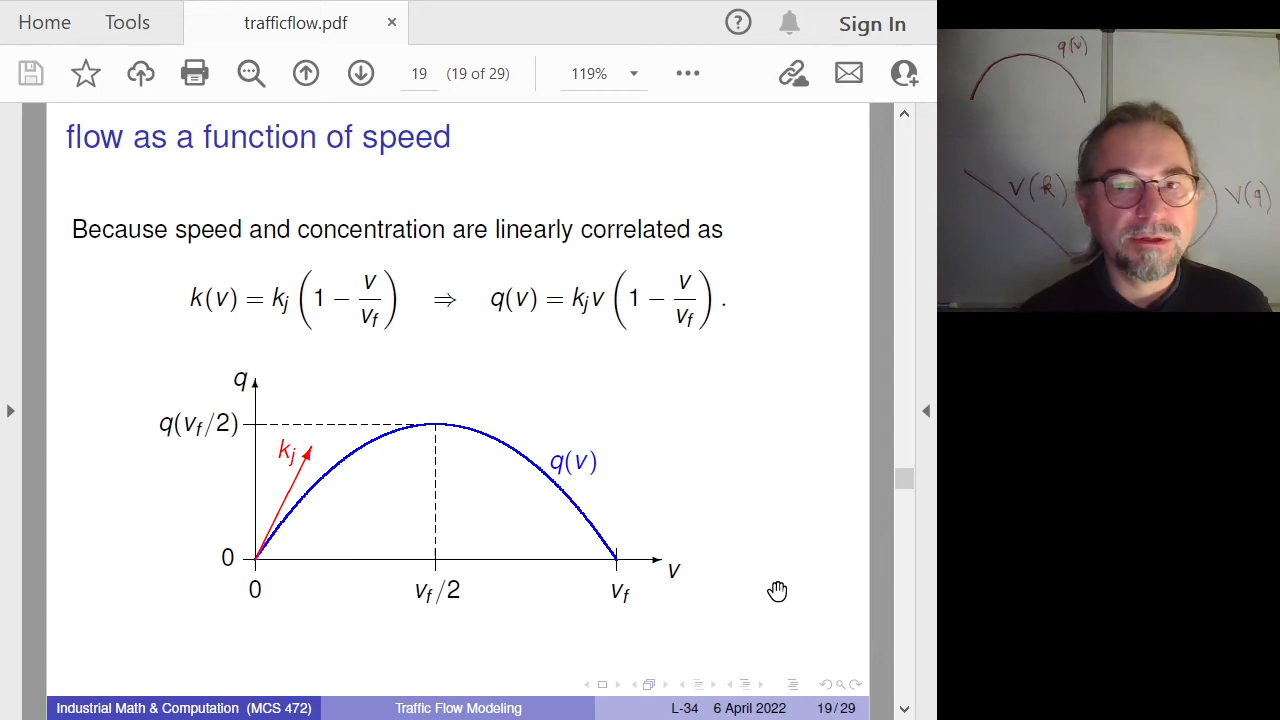 Home Tools trafficflow.pdf × Sign In
19 (19 of 29) 119%
flow as a function of speed
Because speed and concentration are linearly correlated as
k(v) = k_j (1 − v/v_f) ⇒ q(v) = k_j v (1 − v/v_f).
q
q(v_f/2)
k_j
q(v)
0
v
0 v_f/2 v_f
Industrial Math & Computation (MCS 472) Traffic Flow Modeling L-34 6 April 2022 19/29
q(v)
v(k)
v(q)